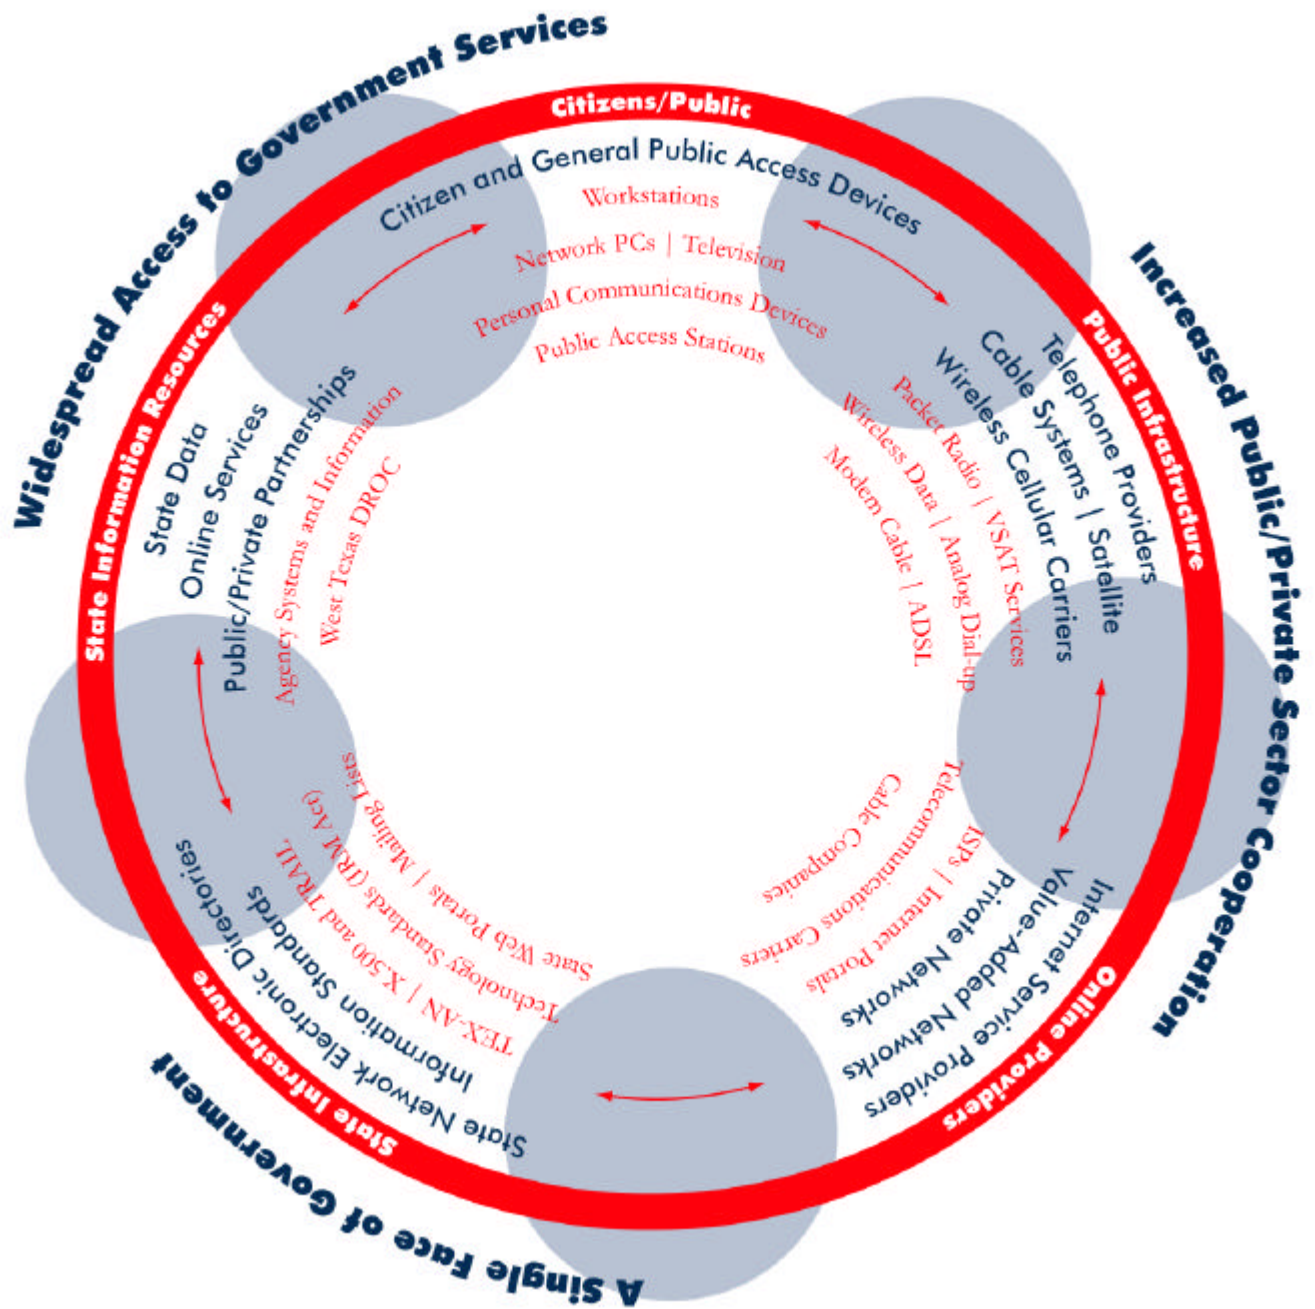 Widespread Access to Government Services
Increased Public/Private Sector Cooperation
A Single Face of Government
Citizens/Public
Citizen and General Public Access Devices
Workstations
Network PCs | Television
Personal Communications Devices
Public Access Stations
Public Infrastructure
Telephone Providers
Cable Systems | Satellite
Wireless Cellular Carriers
Packet Radio | VSAT Services
Wireless Data | Analog Dial-up
Modem Cable | ADSL
Online Providers
Internet Service Providers
Value-Added Networks
Private Networks
ISPs | Internet Portals
Telecommunications Carriers
Cable Companies
State Infrastructure
State Network Electronic Directories
Information Standards
TEX-AN | X.500 and TRAIL
Technology Standards (IRM Act)
State Web Portals | Mailing Lists
State Information Resources
State Data
Online Services
Public/Private Partnerships
Agency Systems and Information
West Texas DROC